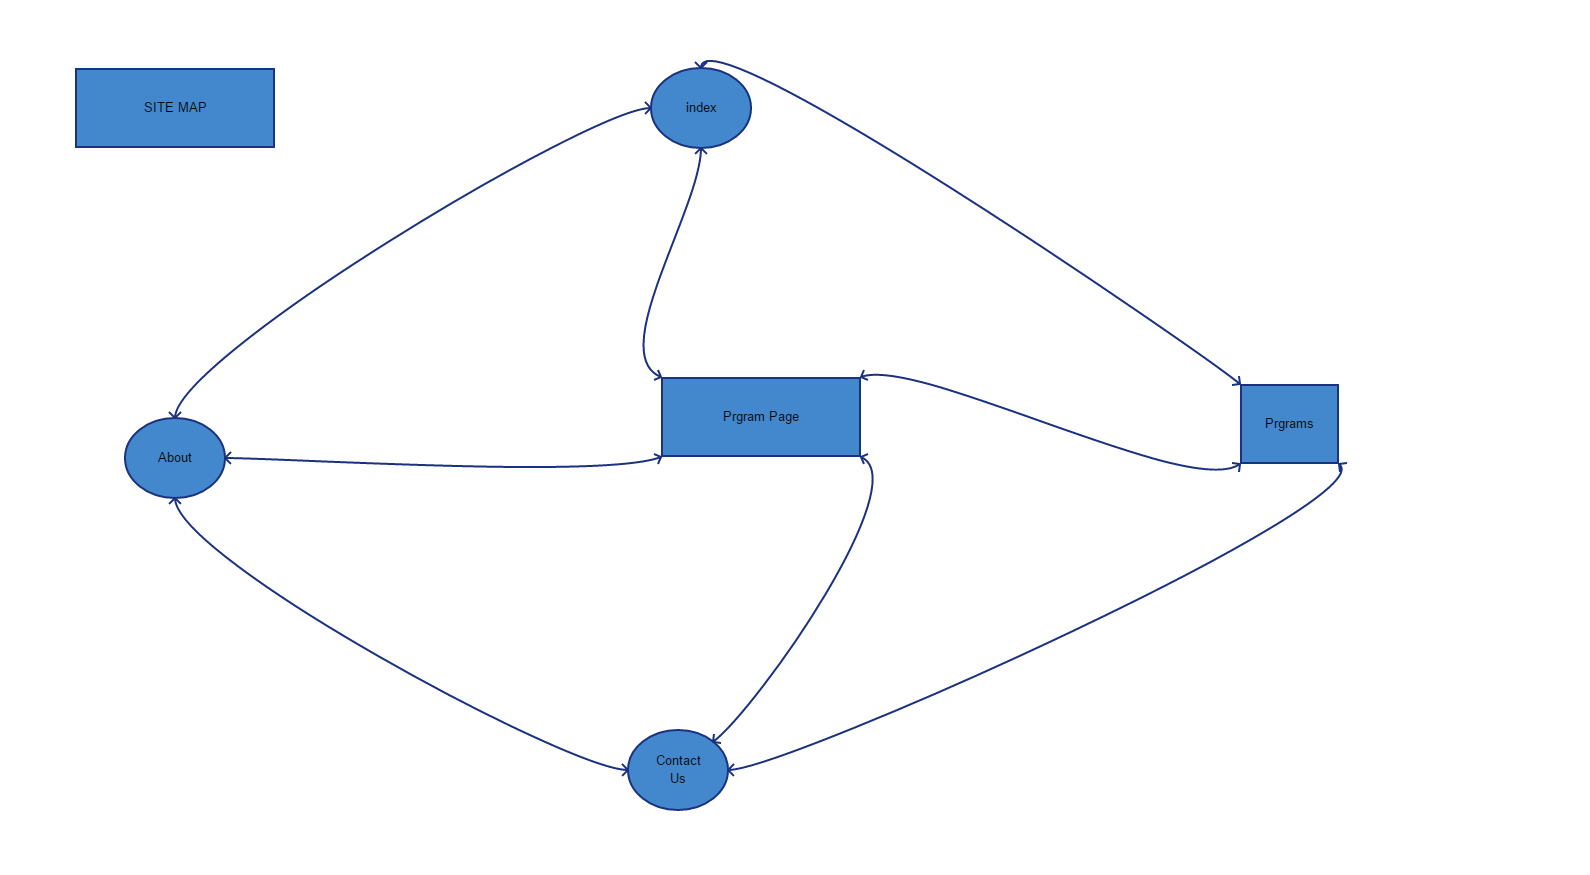 SITE MAP
index
Prgram Page
Prgrams
About
Contact
Us